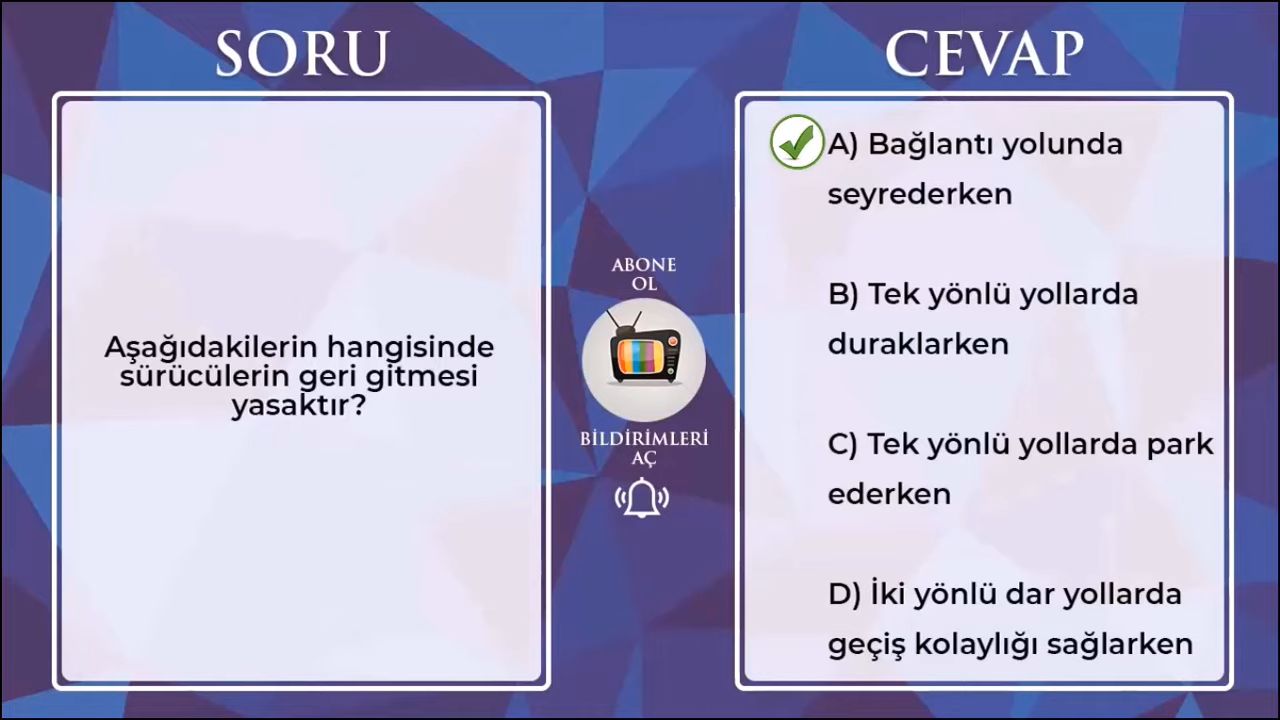 SORU
Aşağıdakilerin hangisinde
sürücülerin geri gitmesi
yasaktır?
ABONE
OL
BİLDİRİMLERİ
AÇ
CEVAP
A) Bağlantı yolunda
seyrederken
B) Tek yönlü yollarda
duraklarken
C) Tek yönlü yollarda park
ederken
D) İki yönlü dar yollarda
geçiş kolaylığı sağlarken